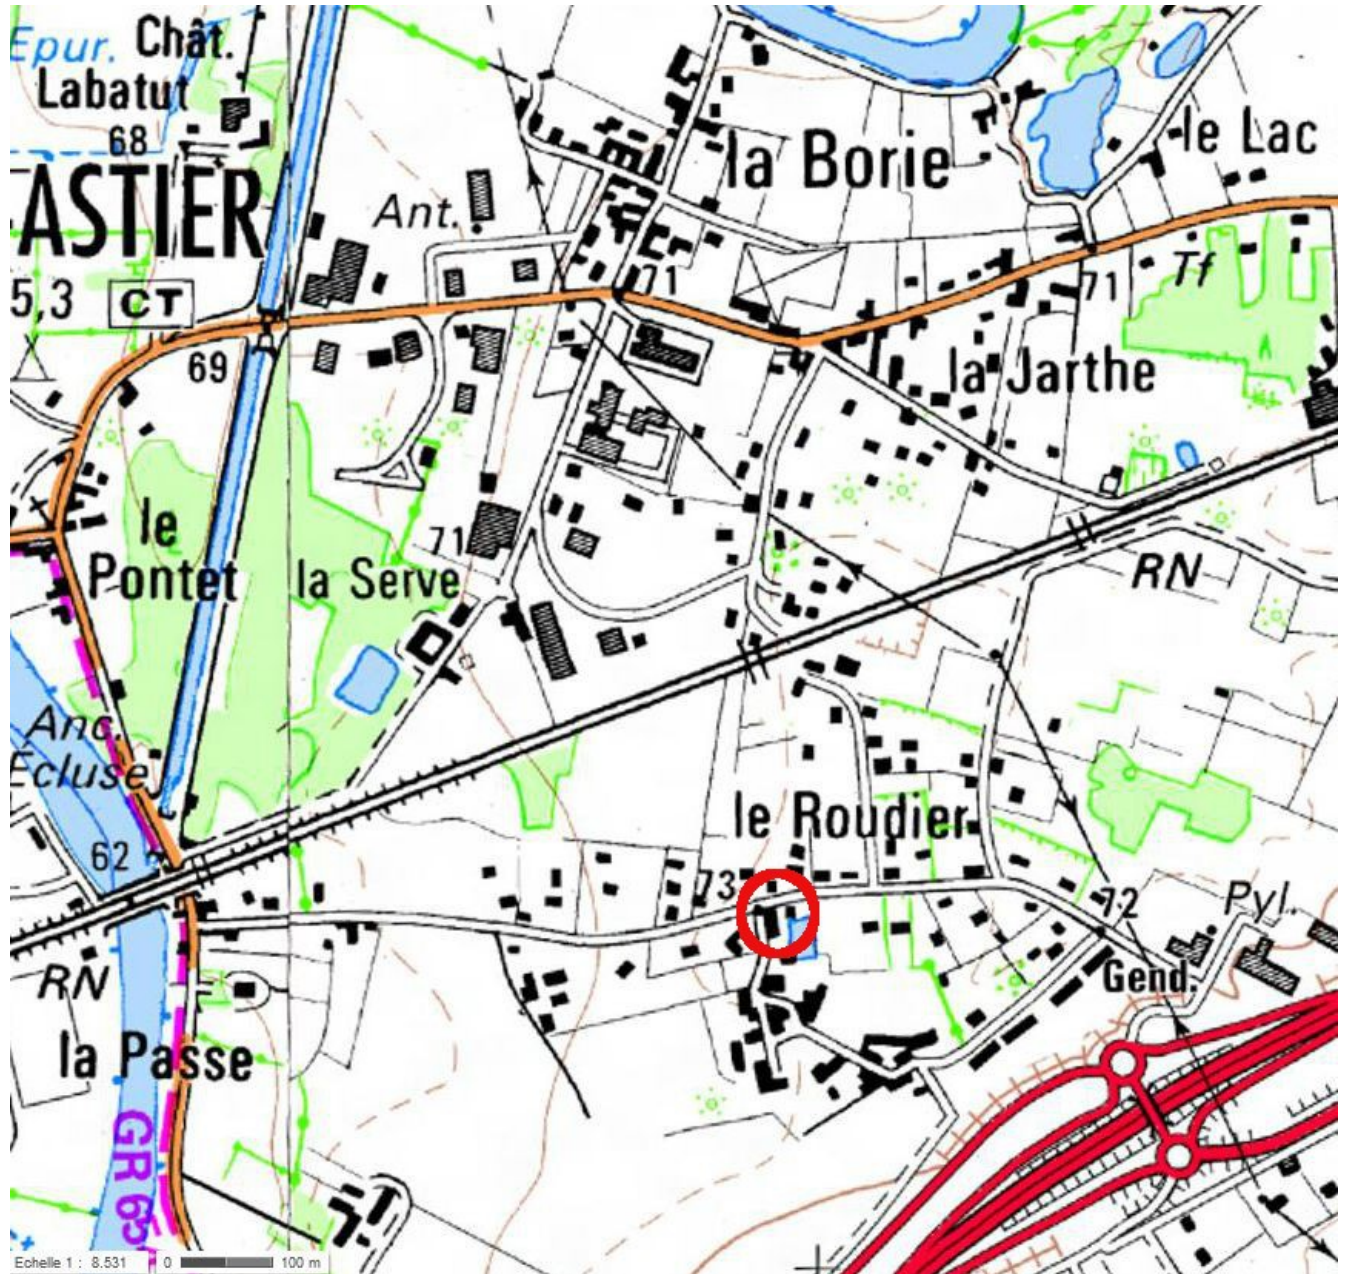 Epur. Chât.
Labatut
68
ASTIER
5,3 CT
69
Ant.
la Borie
le Lac
71
71
Tf
la Jarthe
le
Pontet
la Serve
71
RN
Anc.
Ecluse
62
le Roudier
73
72
Pyl.
Gend.
RN
la Passe
GR 65
Echelle 1 : 8.531 0 100 m